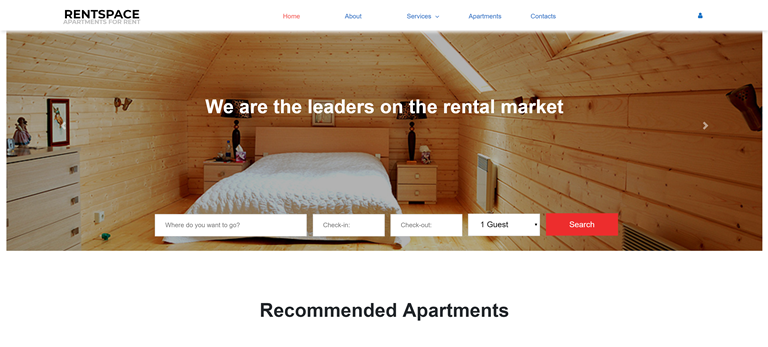 RENTSPACE
APARTMENTS FOR RENT
Home About Services Apartments Contacts
We are the leaders on the rental market
Where do you want to go? Check-in: Check-out: 1 Guest Search
Recommended Apartments